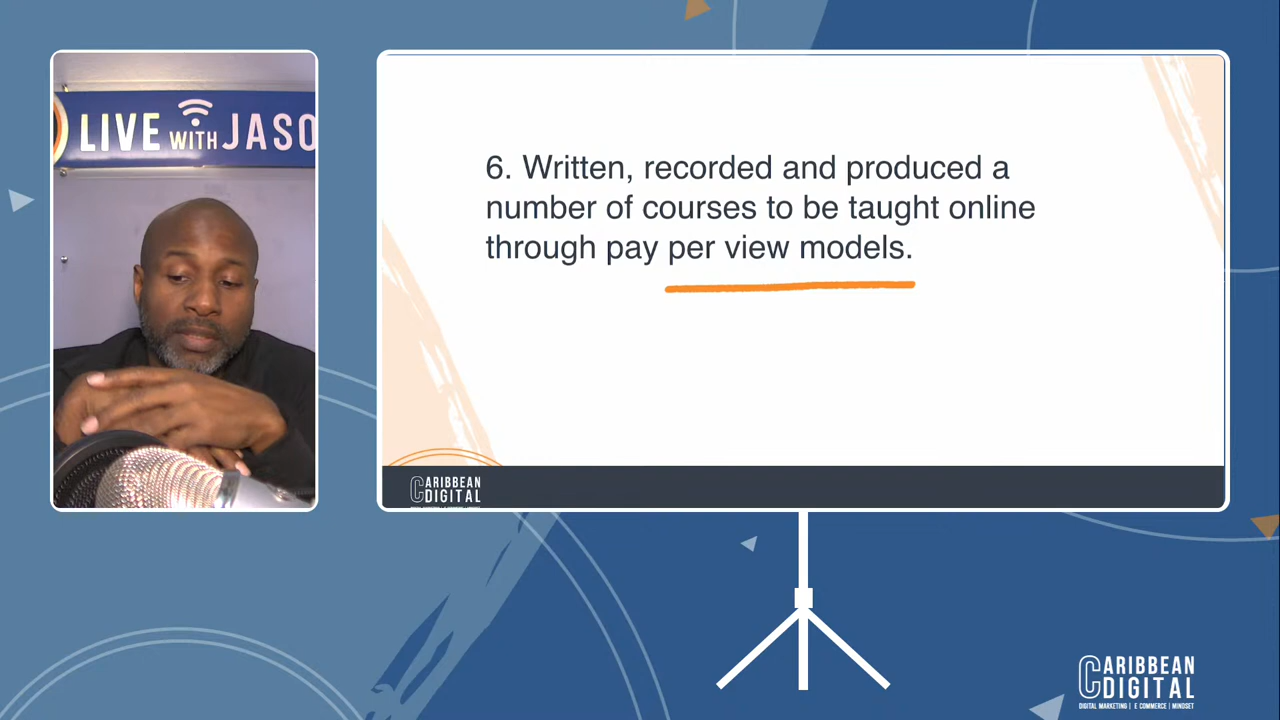 LIVE WITH JASO
6. Written, recorded and produced a
number of courses to be taught online
through pay per view models.
CARIBBEAN
DIGITAL
CARIBBEAN
DIGITAL
DIGITAL MARKETING | E COMMERCE | MINDSET